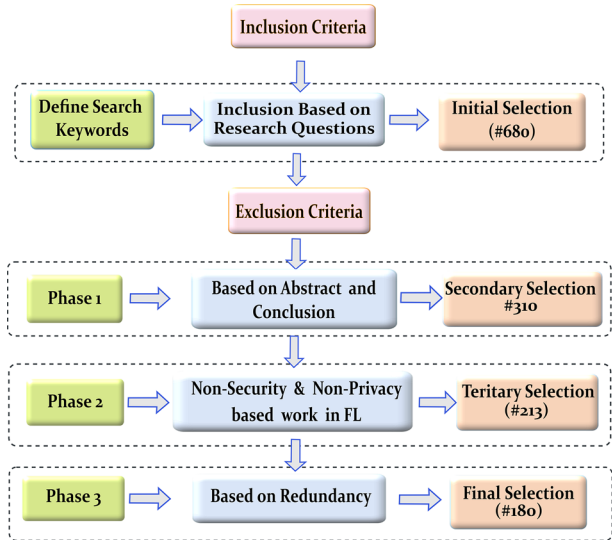 Inclusion Criteria
Define Search
Keywords
Inclusion Based on
Research Questions
Initial Selection
(#680)
Exclusion Criteria
Phase 1
Based on Abstract and
Conclusion
Secondary Selection
#310
Phase 2
Non-Security & Non-Privacy
based work in FL
Teritary Selection
(#213)
Phase 3
Based on Redundancy
Final Selection
(#180)